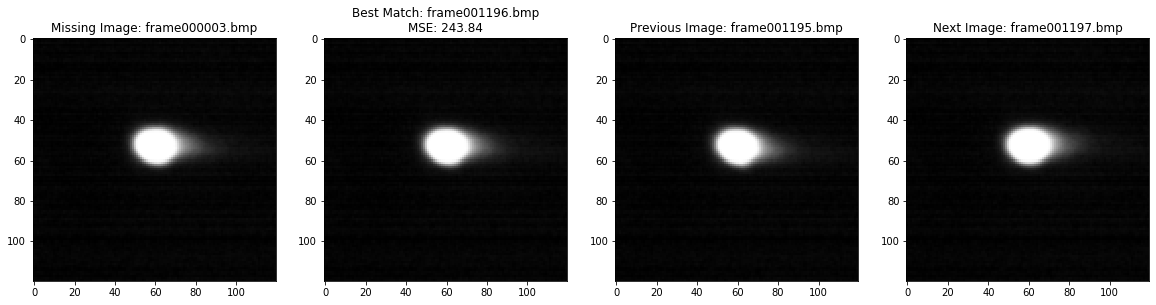 Missing Image: frame000003.bmp
Best Match: frame001196.bmp
MSE: 243.84
Previous Image: frame001195.bmp
Next Image: frame001197.bmp
0
20
40
60
80
100
0 20 40 60 80 100
0
20
40
60
80
100
0 20 40 60 80 100
0
20
40
60
80
100
0 20 40 60 80 100
0
20
40
60
80
100
0 20 40 60 80 100